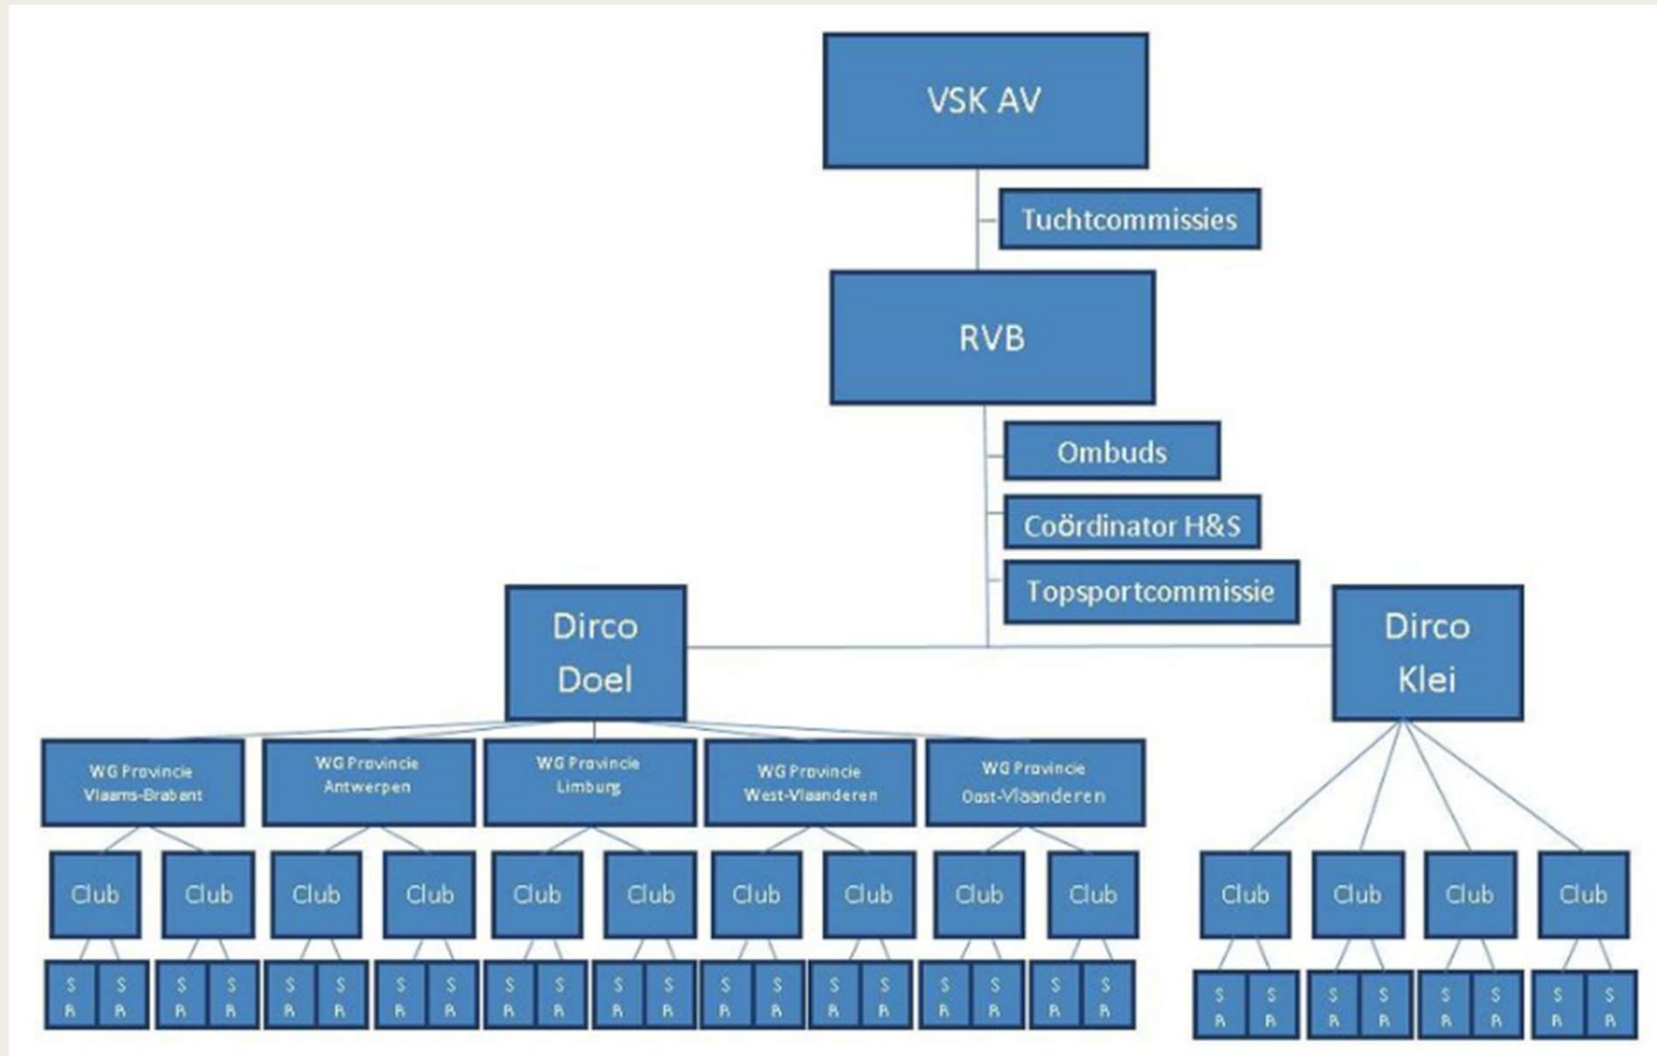 VSK AV
Tuchtcommissies
RVB
Ombuds
Coördinator H&S
Topsportcommissie
Dirco
Doel
Dirco
Klei
WG Provincie
Vlaams-Brabant
WG Provincie
Antwerpen
WG Provincie
Limburg
WG Provincie
West-Vlaanderen
WG Provincie
Oost-Vlaanderen
Club
Club
Club
Club
Club
Club
Club
Club
Club
Club
Club
Club
Club
Club
S
R
S
R
S
R
S
R
S
R
S
R
S
R
S
R
S
R
S
R
S
R
S
R
S
R
S
R
S
R
S
R
S
R
S
R
S
R
S
R
S
R
S
R
S
R
S
R
S
R
S
R
S
R
S
R